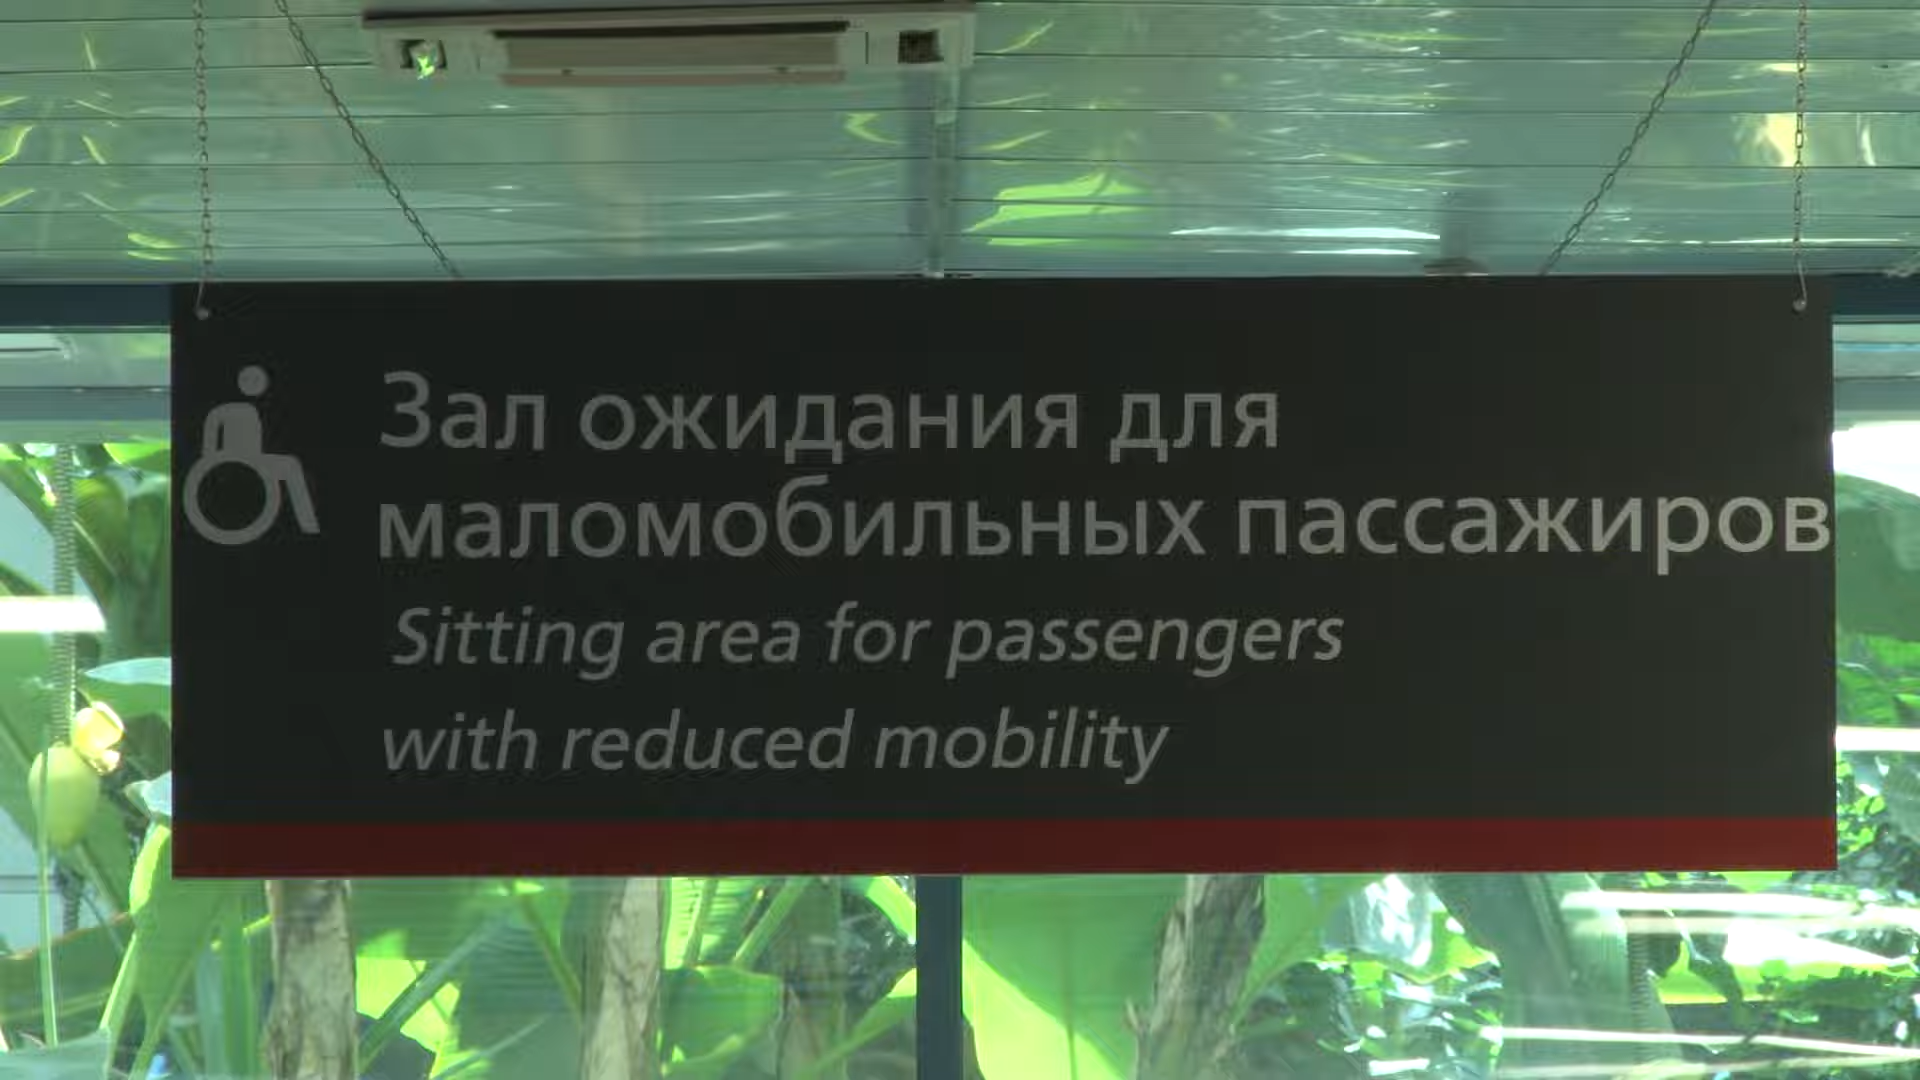 Зал ожидания для
маломобильных пассажиров
Sitting area for passengers
with reduced mobility